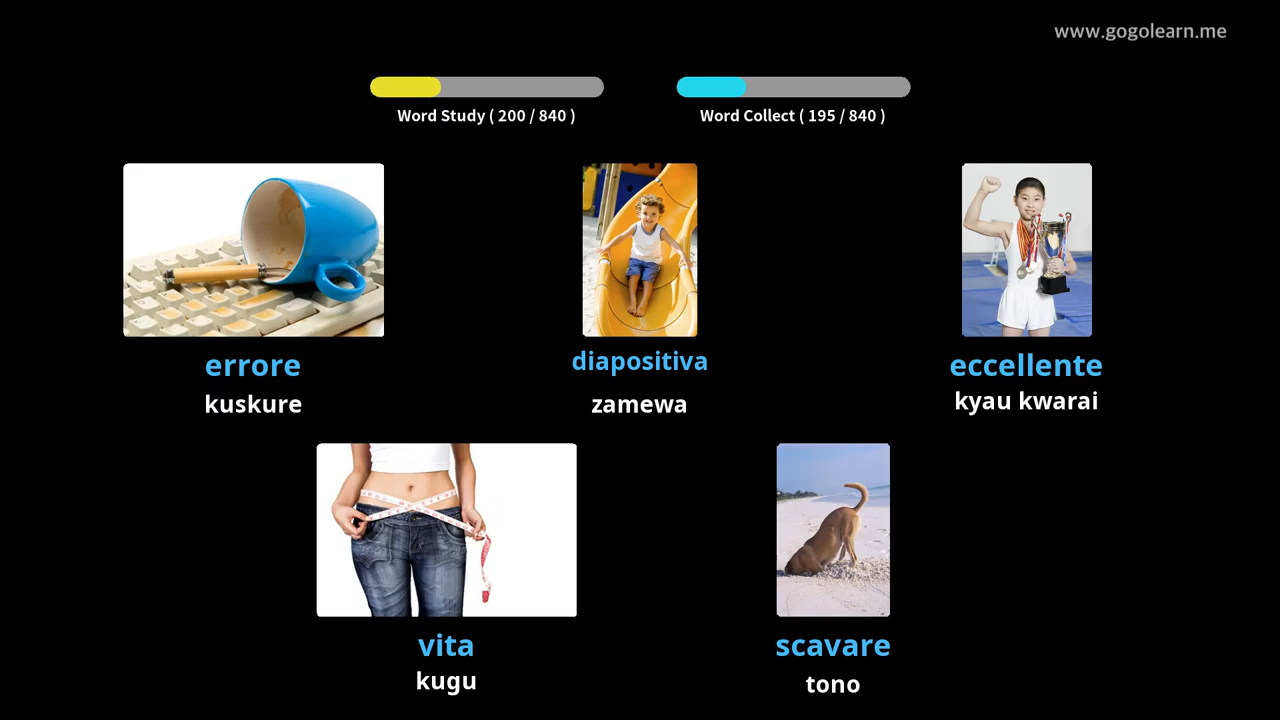 www.gogolearn.me
Word Study ( 200 / 840 )
Word Collect ( 195 / 840 )
errore
kuskure
diapositiva
zamewa
eccellente
kyau kwarai
vita
kugu
scavare
tono